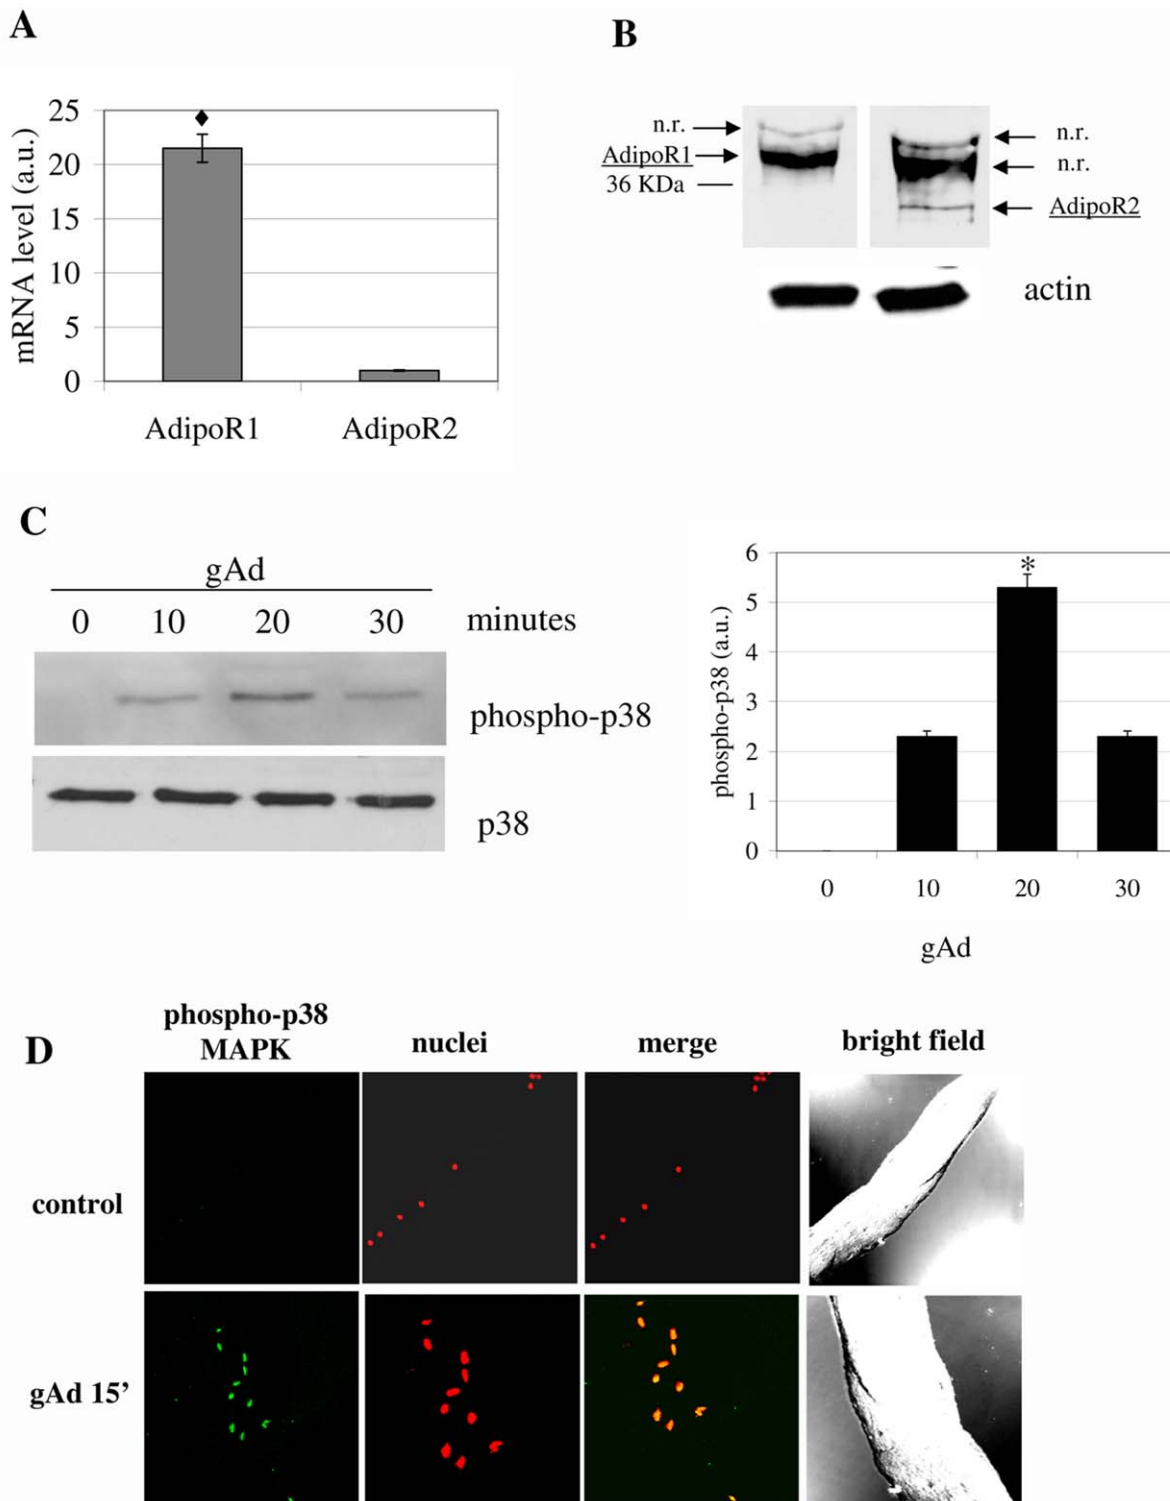 A
mRNA level (a.u.)
25
20
15
10
5
0
AdipoR1
AdipoR2
♦
B
n.r.
AdipoR1
36 KDa
n.r.
n.r.
AdipoR2
actin
C
gAd
0 10 20 30 minutes
phospho-p38
p38
phospho-p38 (a.u.)
6
5
4
3
2
1
0
*
0 10 20 30
gAd
D
phospho-p38
MAPK
nuclei
merge
bright field
control
gAd 15’